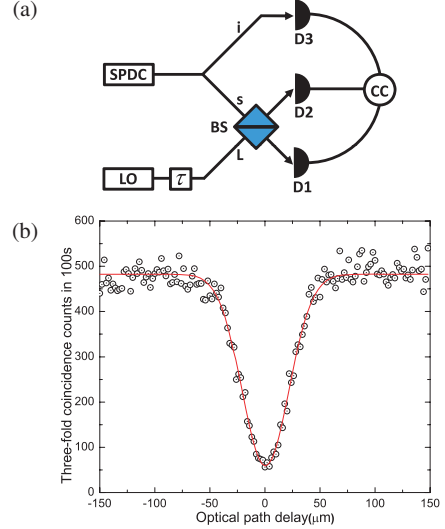 (a)
i
D3
SPDC
s
D2
CC
BS
L
LO
τ
D1
(b)
Three-fold coincidence counts in 100s
600
500
400
300
200
100
0
-150 -100 -50 0 50 100 150
Optical path delay(μm)